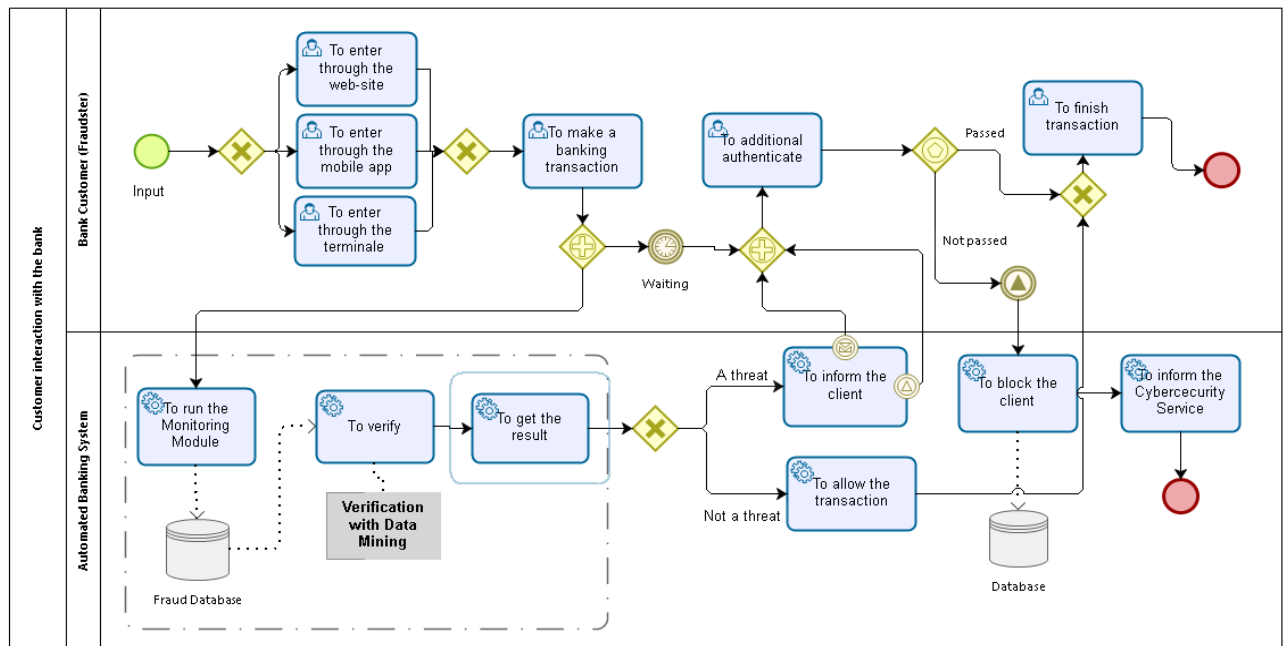 Customer interaction with the bank
Bank Customer (Fraudster)
Input
To enter
through the
web-site
To enter
through the
mobile app
To enter
through the
terminale
To make a
banking
transaction
Waiting
To additional
authenticate
Passed
Not passed
To finish
transaction
Automated Banking System
To run the
Monitoring
Module
Fraud Database
To verify
Verification
with Data
Mining
To get the
result
A threat
Not a threat
To inform the
client
To allow the
transaction
To block the
client
Database
To inform the
Cybercecurity
Service